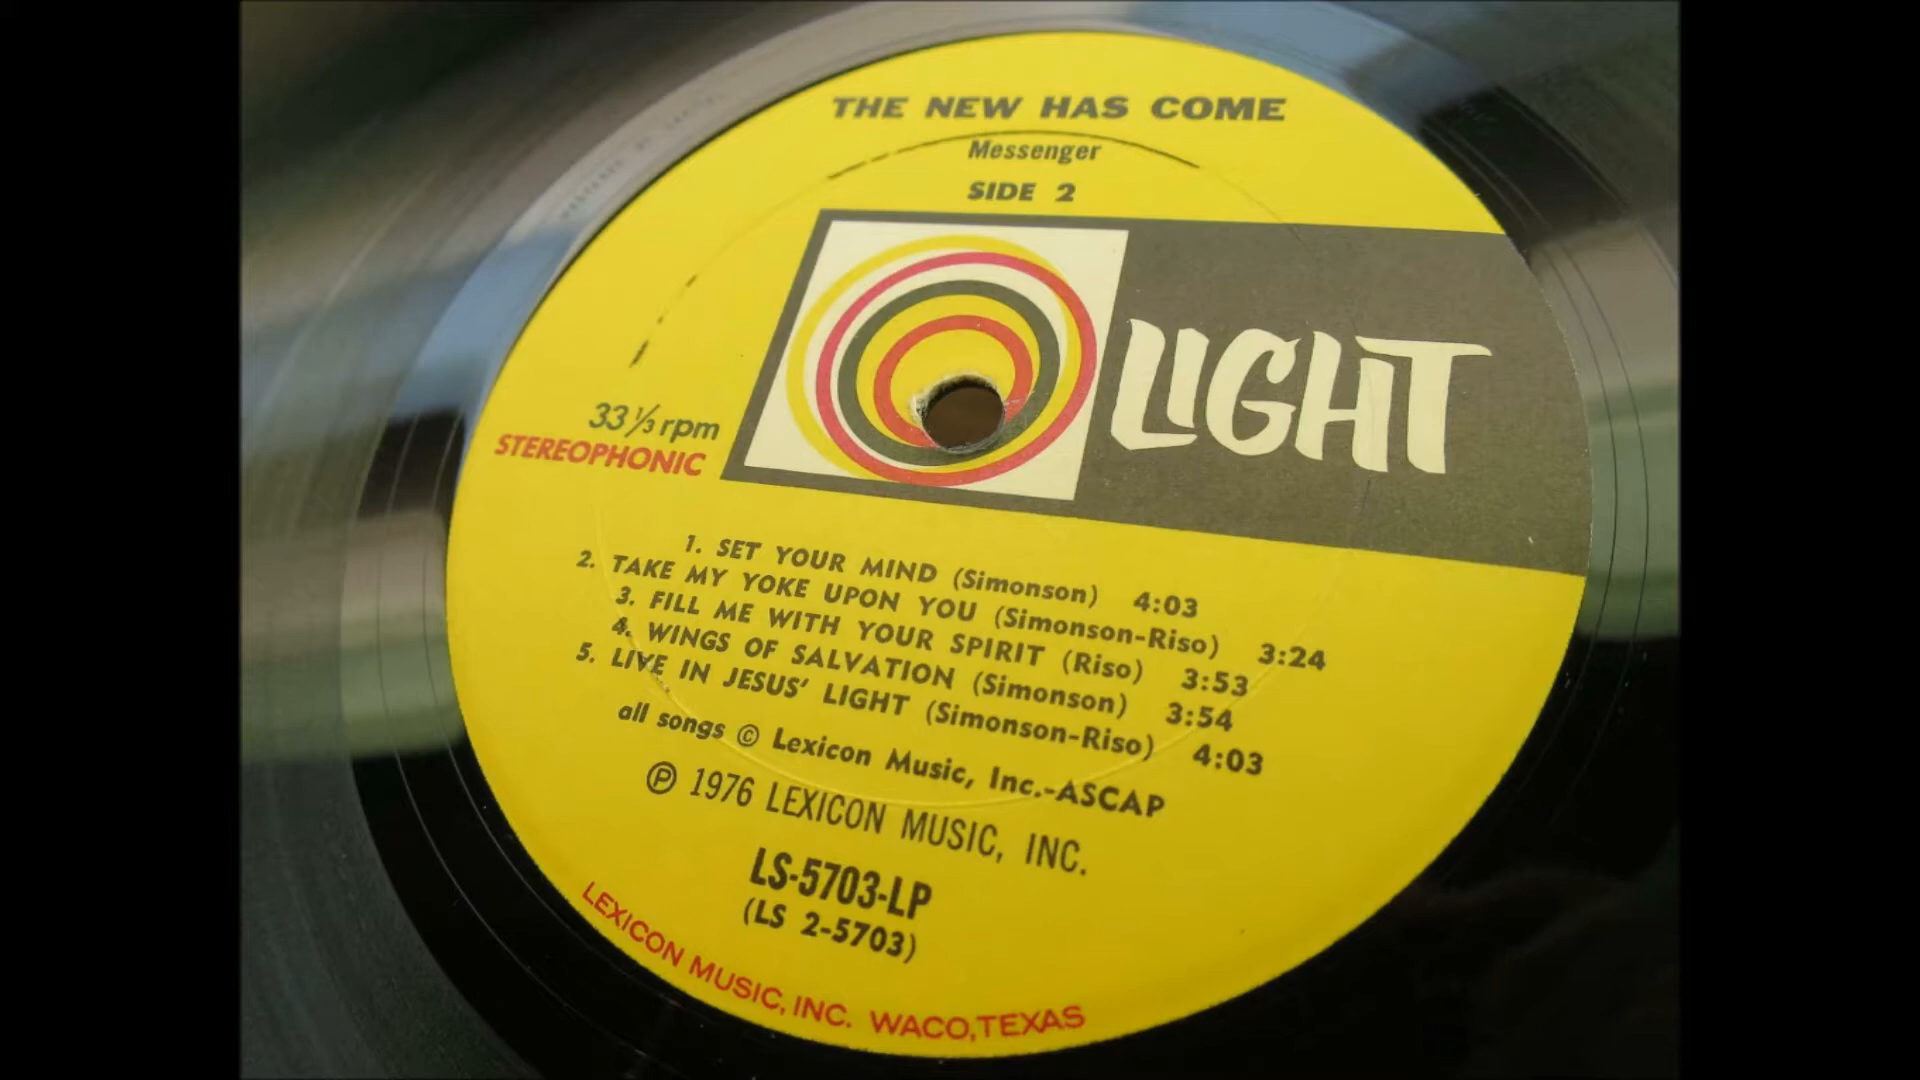 THE NEW HAS COME
Messenger
SIDE 2
LIGHT
33⅓ rpm
STEREOPHONIC
1. SET YOUR MIND (Simonson) 4:03
2. TAKE MY YOKE UPON YOU (Simonson-Riso) 3:24
3. FILL ME WITH YOUR SPIRIT (Riso) 3:53
4. WINGS OF SALVATION (Simonson) 3:54
5. LIVE IN JESUS' LIGHT (Simonson-Riso) 4:03
all songs © Lexicon Music, Inc.-ASCAP
℗ 1976 LEXICON MUSIC, INC.
LS-5703-LP
(LS 2-5703)
LEXICON MUSIC, INC. WACO, TEXAS